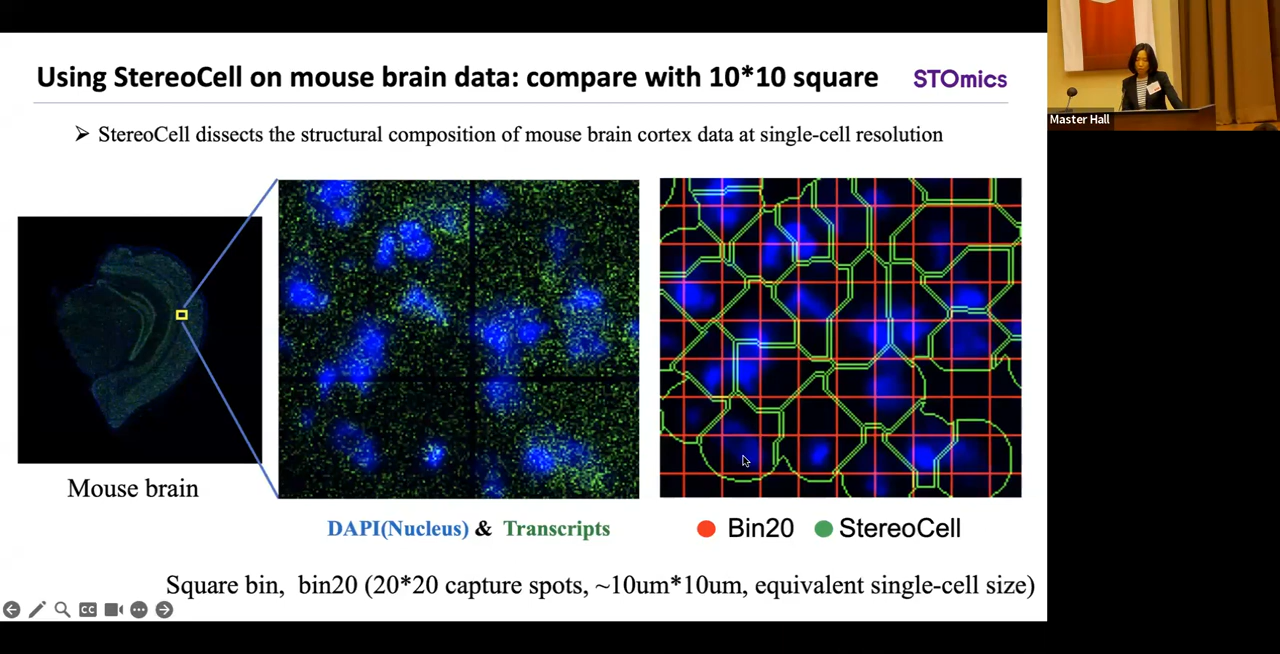 Using StereoCell on mouse brain data: compare with 10*10 square
STOmics
Master Hall
➢ StereoCell dissects the structural composition of mouse brain cortex data at single-cell resolution
Mouse brain
DAPI(Nucleus) & Transcripts
Bin20
StereoCell
Square bin, bin20 (20*20 capture spots, ~10um*10um, equivalent single-cell size)
CC